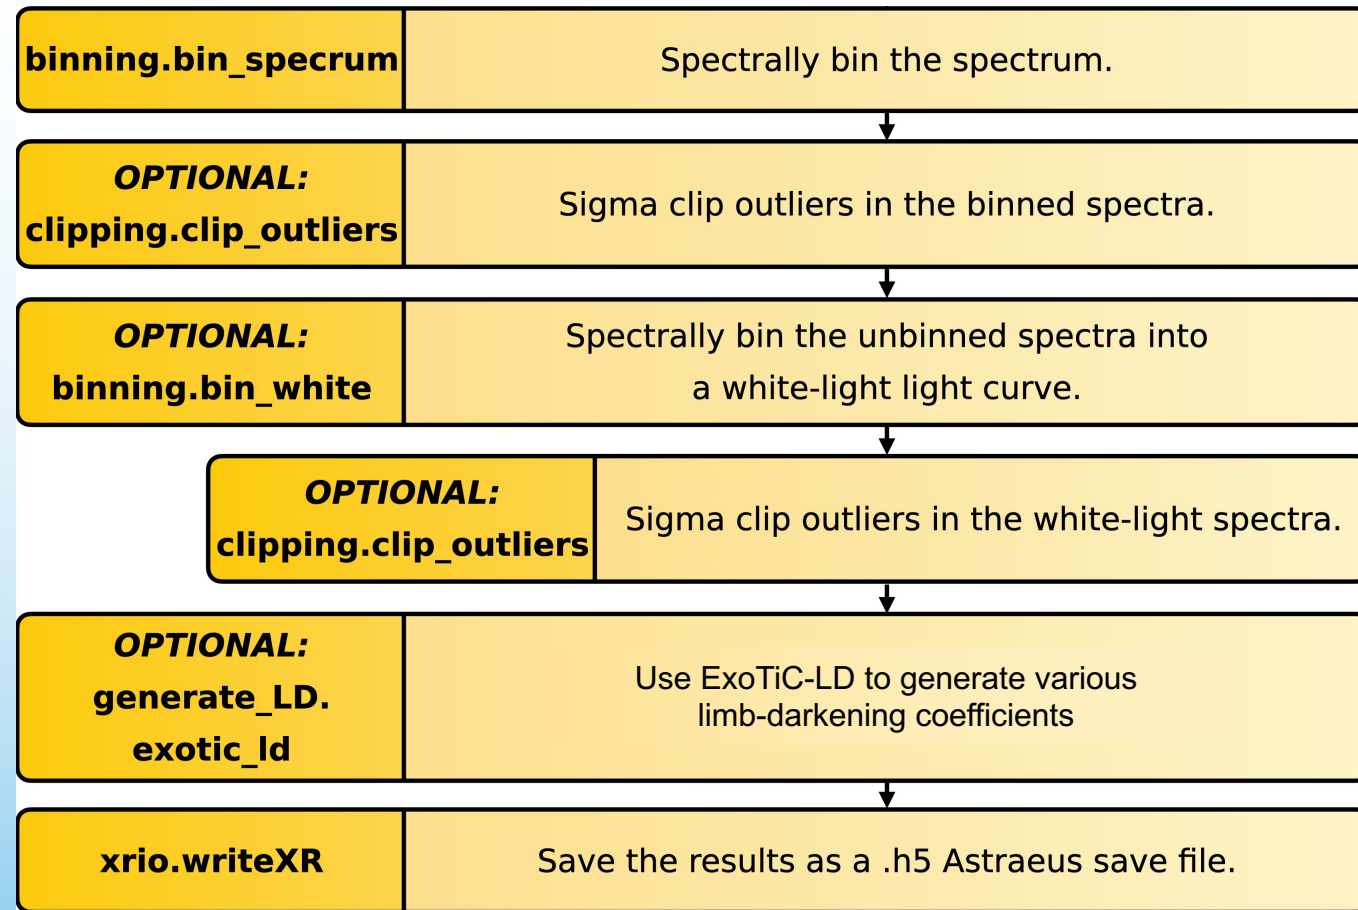 binning.bin_specrum
Spectrally bin the spectrum.
OPTIONAL:
clipping.clip_outliers
Sigma clip outliers in the binned spectra.
OPTIONAL:
binning.bin_white
Spectrally bin the unbinned spectra into
a white-light light curve.
OPTIONAL:
clipping.clip_outliers
Sigma clip outliers in the white-light spectra.
OPTIONAL:
generate_LD.
exotic_ld
Use ExoTiC-LD to generate various
limb-darkening coefficients
xrio.writeXR
Save the results as a .h5 Astraeus save file.